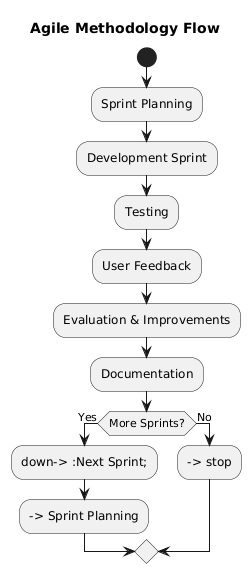 Agile Methodology Flow
Sprint Planning
Development Sprint
Testing
User Feedback
Evaluation & Improvements
Documentation
Yes
More Sprints?
No
down-> :Next Sprint;
-> stop
-> Sprint Planning